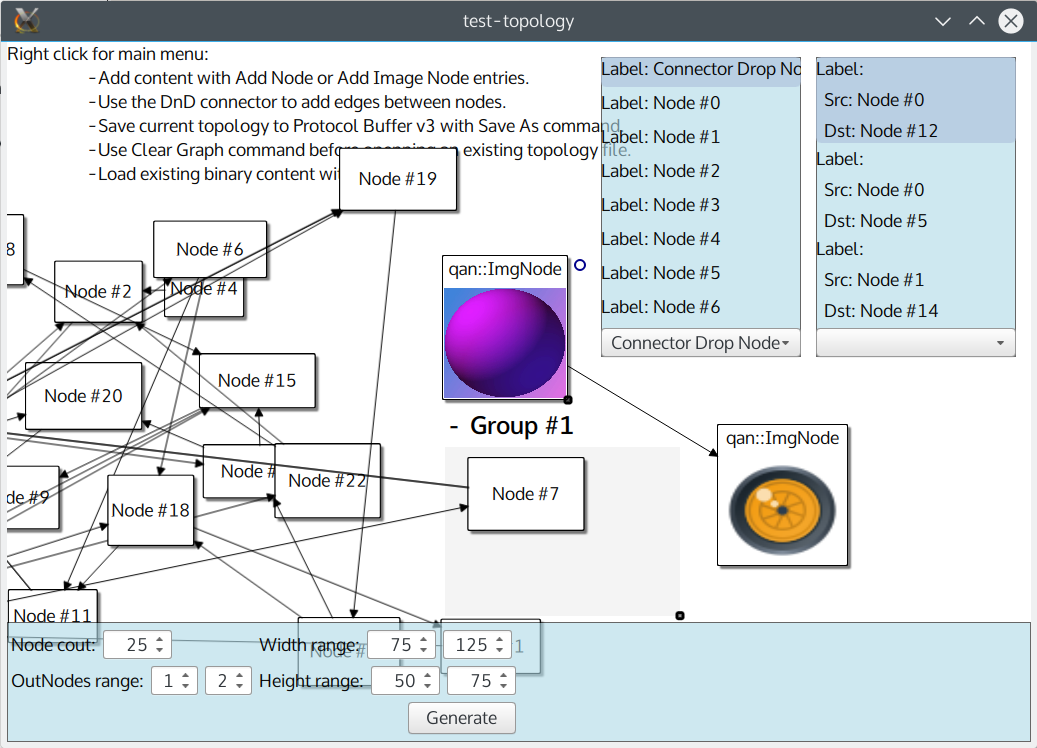 test-topology
Right click for main menu:
-Add content with Add Node or Add Image Node entries.
-Use the DnD connector to add edges between nodes.
-Save current topology to Protocol Buffer v3 with Save As command.
-Use Clear Graph command before existing topology file.
-Load existing binary content
Label: Connector Drop No
Label: Node #0
Label: Node #1
Label: Node #2
Label: Node #3
Label: Node #4
Label: Node #5
Label: Node #6
Connector Drop Node
Label:
Src: Node #0
Dst: Node #12
Label:
Src: Node #0
Dst: Node #5
Label:
Src: Node #1
Dst: Node #14
Node #19
8
Node #6
Node #2
Node #4
qan::ImgNode
Node #15
Node #20
- Group #1
qan::ImgNode
de #9
Node #
Node #22
Node #7
Node #18
Node #11
Node #
1
Node cout: 25
Width range: 75 125
OutNodes range: 1 2
Height range: 50 75
Generate